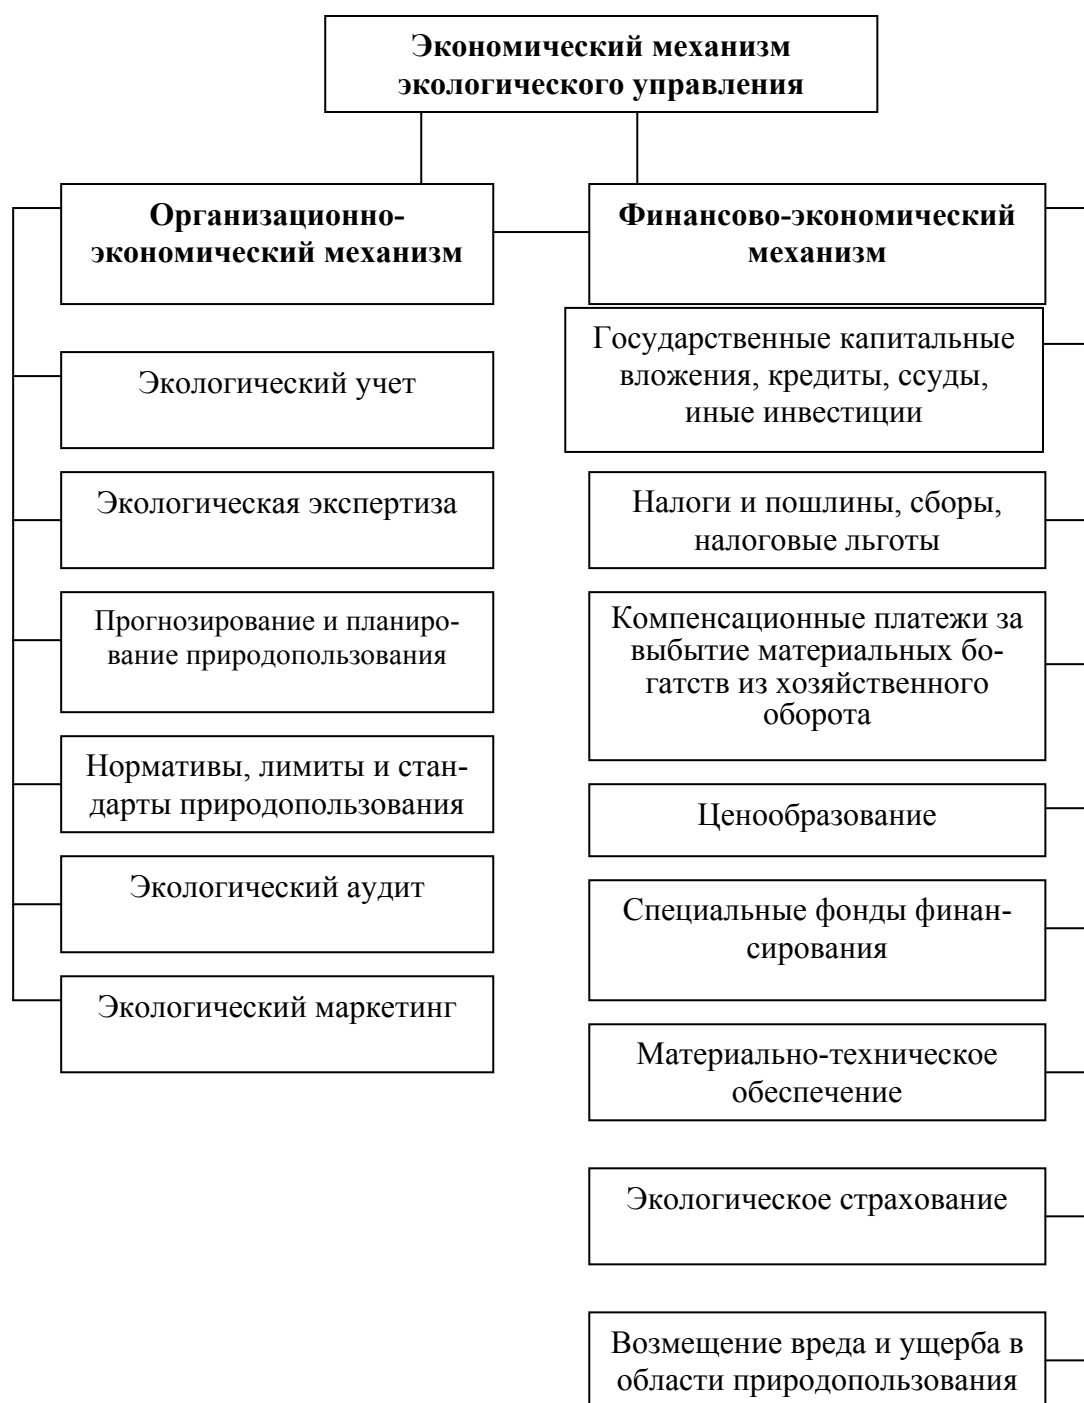 Экономический механизм
экологического управления
Организационно-
экономический механизм
Экологический учет
Экологическая экспертиза
Прогнозирование и планиро-
вание природопользования
Нормативы, лимиты и стан-
дарты природопользования
Экологический аудит
Экологический маркетинг
Финансово-экономический
механизм
Государственные капитальные
вложения, кредиты, ссуды,
иные инвестиции
Налоги и пошлины, сборы,
налоговые льготы
Компенсационные платежи за
выбытие материальных бо-
гатств из хозяйственного
оборота
Ценообразование
Специальные фонды финан-
сирования
Материально-техническое
обеспечение
Экологическое страхование
Возмещение вреда и ущерба в
области природопользования